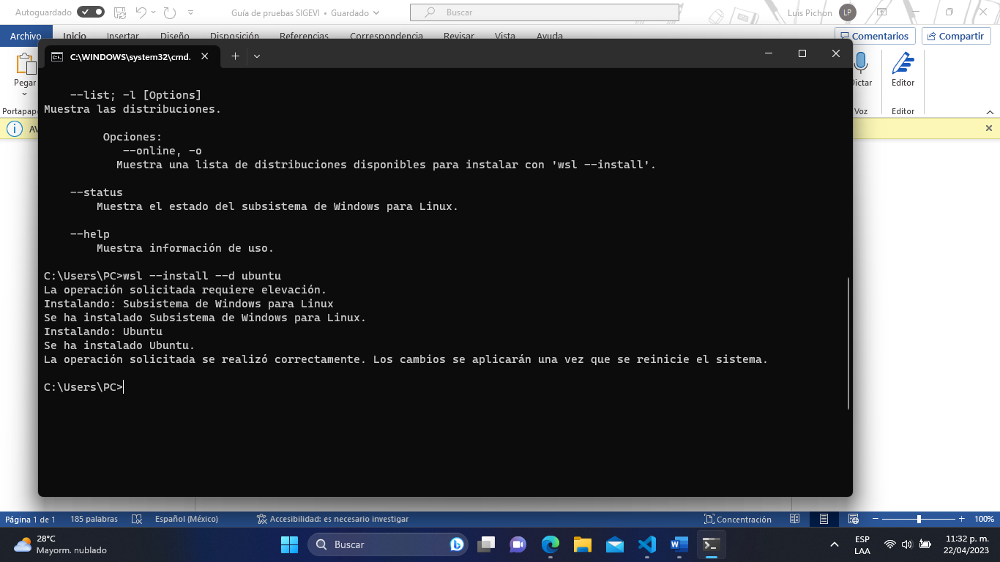 Autoguardado
Guía de pruebas SIGEVI • Guardado
Buscar
Luis Pichon
LP
Archivo Inicio Insertar Diseño Disposición Referencias Correspondencia Revisar Vista Ayuda
Comentarios Compartir
C:\WINDOWS\system32\cmd.
Pegar
Dictar
Editor
Voz
Editor
--list; -l [Options]
Muestra las distribuciones.
Opciones:
--online, -o
Muestra una lista de distribuciones disponibles para instalar con 'wsl --install'.
--status
Muestra el estado del subsistema de Windows para Linux.
--help
Muestra información de uso.
C:\Users\PC>wsl --install --d ubuntu
La operación solicitada requiere elevación.
Instalando: Subsistema de Windows para Linux
Se ha instalado Subsistema de Windows para Linux.
Instalando: Ubuntu
Se ha instalado Ubuntu.
La operación solicitada se realizó correctamente. Los cambios se aplicarán una vez que se reinicie el sistema.
C:\Users\PC>
Página 1 de 1 185 palabras Español (México) Accesibilidad: es necesario investigar Concentración 100%
28°C
Mayorm. nublado
Buscar
ESP
LAA
11:32 p. m.
22/04/2023